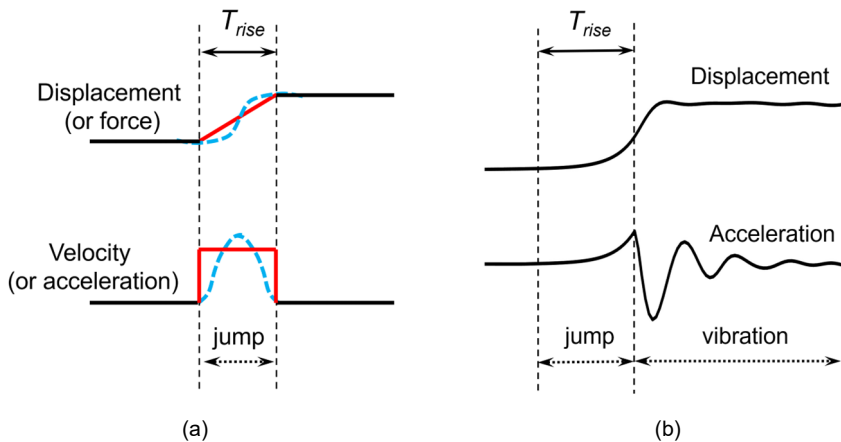 T_rise
Displacement
(or force)
Velocity
(or acceleration)
jump
(a)
T_rise
Displacement
Acceleration
jump
vibration
(b)